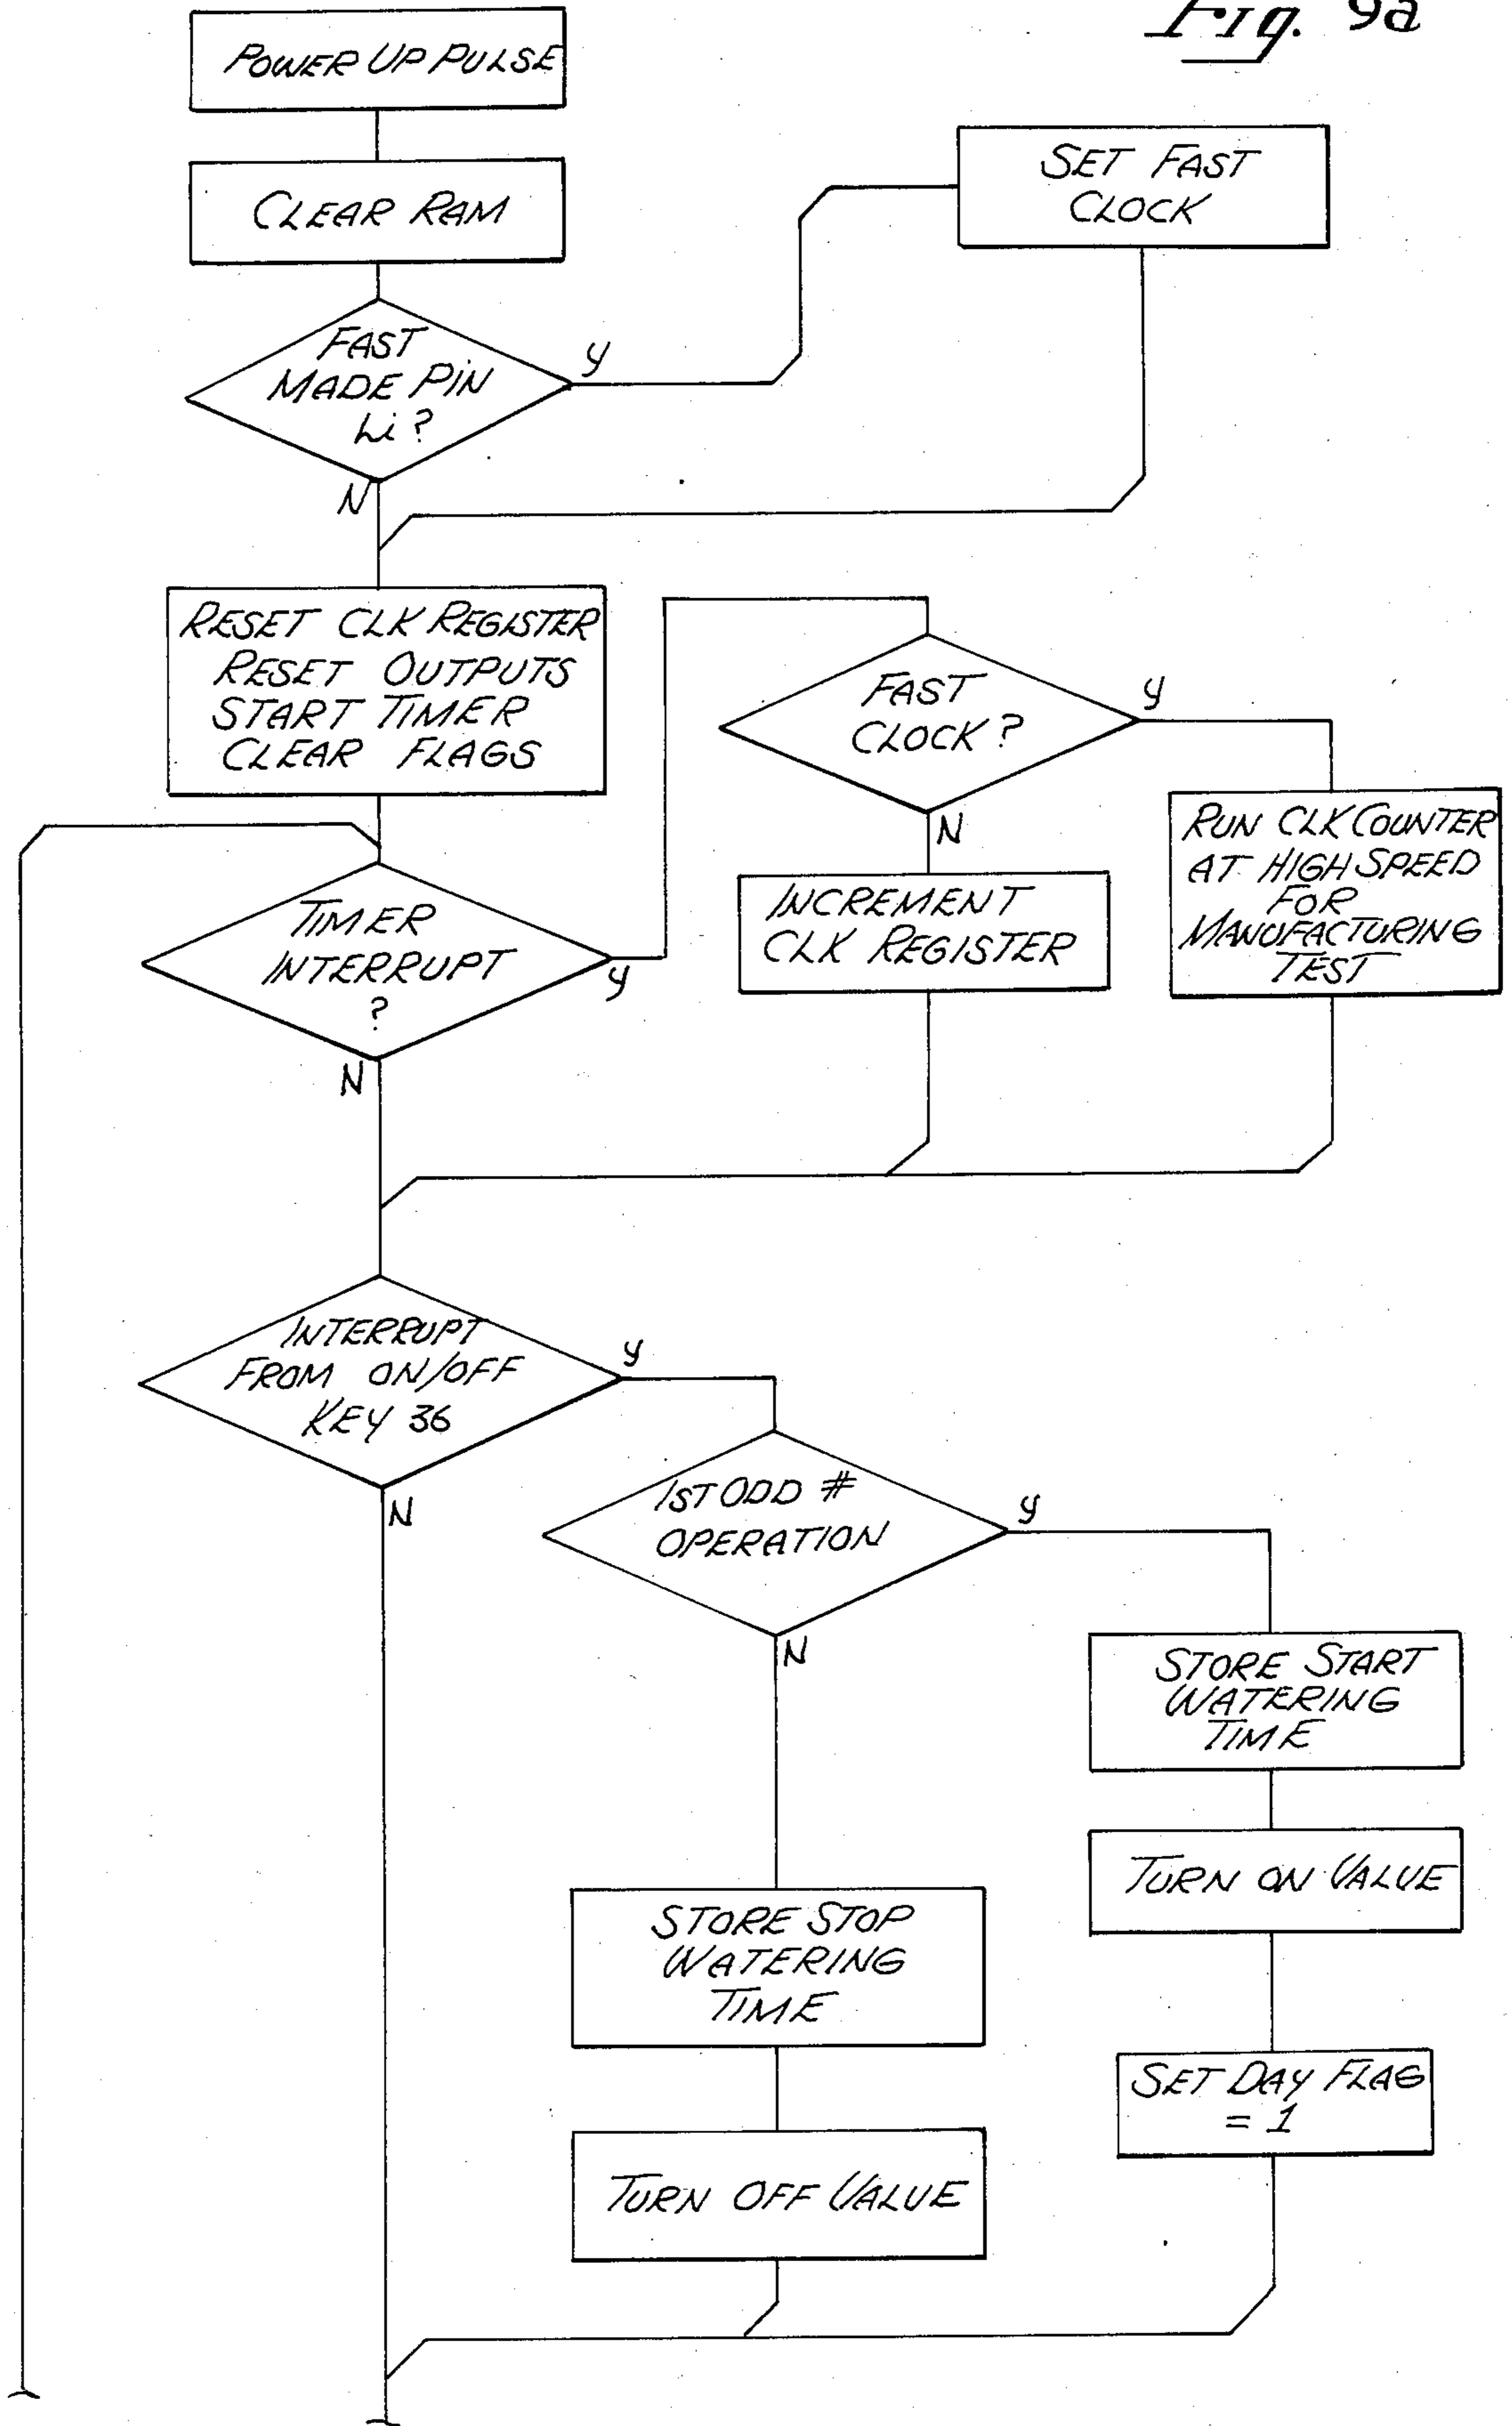 Fig. 9a
POWER UP PULSE
CLEAR RAM
SET FAST
CLOCK
FAST
MADE PIN
Li?
Y
N
RESET CLK REGISTER
RESET OUTPUTS
START TIMER
CLEAR FLAGS
FAST
CLOCK?
Y
N
RUN CLK COUNTER
AT HIGH SPEED
FOR
MANUFACTURING
TEST
INCREMENT
CLK REGISTER
TIMER
INTERRUPT
?
Y
N
INTERRUPT
FROM ON/OFF
KEY 36
Y
N
1ST ODD #
OPERATION
Y
N
STORE START
WATERING
TIME
TURN ON VALUE
STORE STOP
WATERING
TIME
SET DAY FLAG
= 1
TURN OFF VALUE